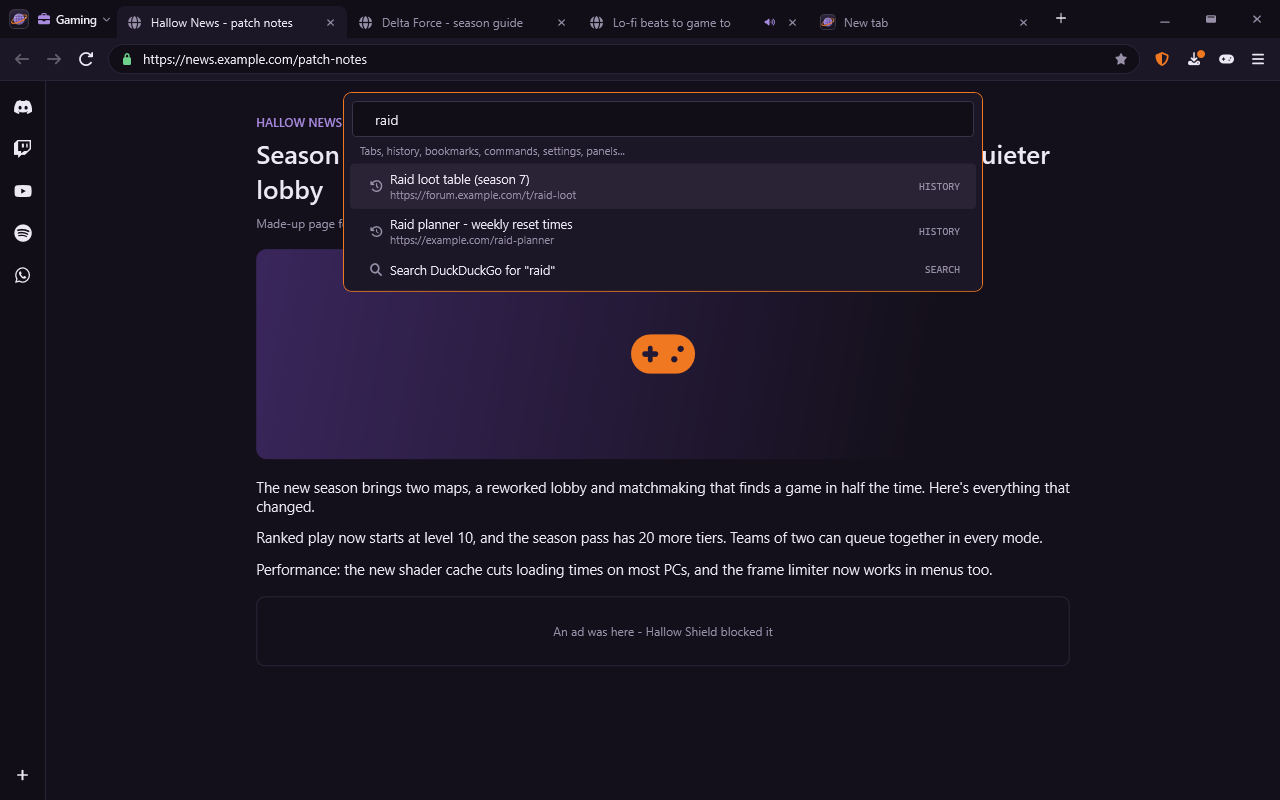 Gaming
Hallow News - patch notes
Delta Force - season guide
Lo-fi beats to game to
New tab
https://news.example.com/patch-notes
raid
Tabs, history, bookmarks, commands, settings, panels...
Raid loot table (season 7)
https://forum.example.com/t/raid-loot
HISTORY
Raid planner - weekly reset times
https://example.com/raid-planner
HISTORY
Search DuckDuckGo for "raid"
SEARCH
HALLOW NEWS
Season uieter
lobby
Made-up page
The new season brings two maps, a reworked lobby and matchmaking that finds a game in half the time. Here's everything that
changed.
Ranked play now starts at level 10, and the season pass has 20 more tiers. Teams of two can queue together in every mode.
Performance: the new shader cache cuts loading times on most PCs, and the frame limiter now works in menus too.
An ad was here - Hallow Shield blocked it